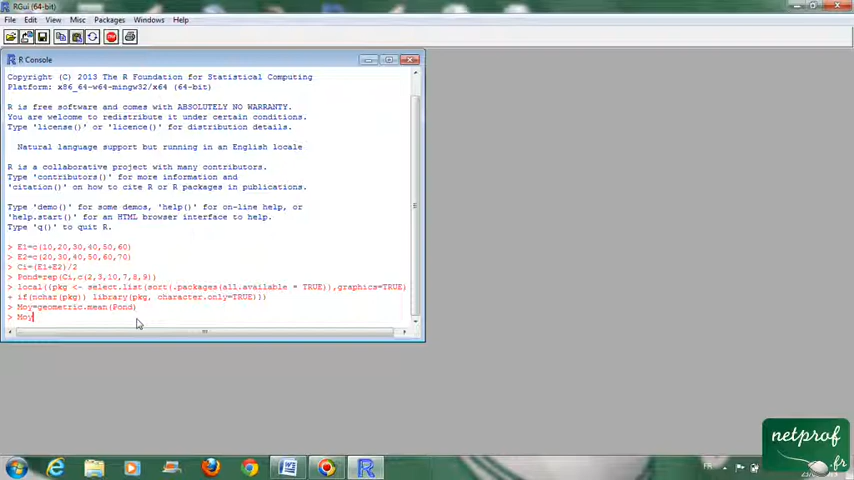 RGui (64-bit)
File Edit View Misc Packages Windows Help
R Console
Copyright (C) 2013 The R Foundation for Statistical Computing
Platform: x86_64-w64-mingw32/x64 (64-bit)
R is free software and comes with ABSOLUTELY NO WARRANTY.
You are welcome to redistribute it under certain conditions.
Type 'license()' or 'licence()' for distribution details.
Natural language support but running in an English locale
R is a collaborative project with many contributors.
Type 'contributors()' for more information and
'citation()' on how to cite R or R packages in publications.
Type 'demo()' for some demos, 'help()' for on-line help, or
'help.start()' for an HTML browser interface to help.
Type 'q()' to quit R.
> E1=c(10,20,30,40,50,60)
> E2=c(20,30,40,50,60,70)
> Ci=(E1+E2)/2
> Pond=rep(Ci,c(2,3,10,7,8,9))
> local({pkg <- select.list(sort(.packages(all.available = TRUE)),graphics=TRUE)
+ if(nchar(pkg)) library(pkg, character.only=TRUE)})
> Moy=geometric.mean(Pond)
> Moy
netprof
.fr
FR